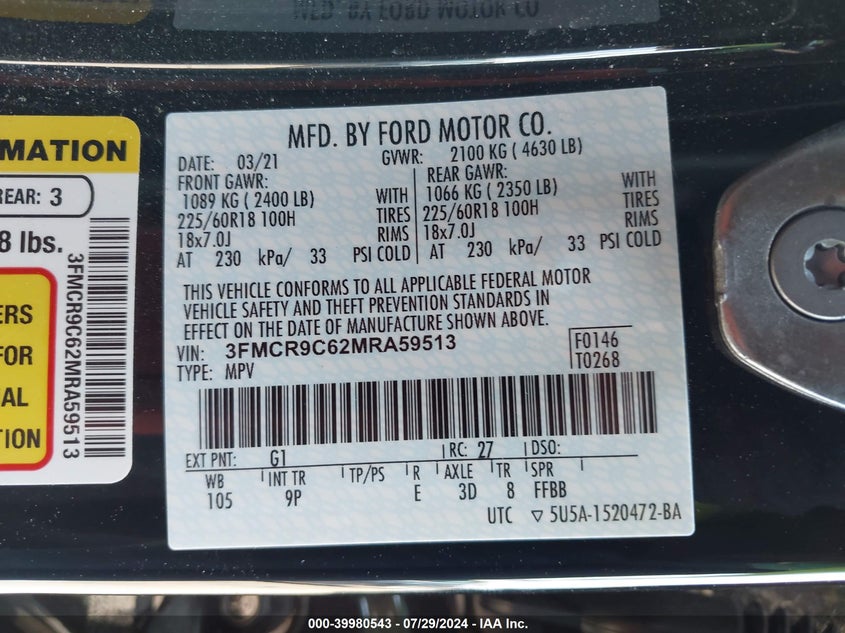 WLD BX FORD WOTOR CO
RMATION
REAR: 3
8 lbs.
ERS
FOR
AL
TION
3FMCR9C62MRA59513
MFD. BY FORD MOTOR CO.
DATE: 03/21 GVWR: 2100 KG ( 4630 LB)
FRONT GAWR: REAR GAWR:
1089 KG ( 2400 LB) WITH 1066 KG ( 2350 LB) WITH
225/60R18 100H TIRES 225/60R18 100H TIRES
18x7.0J RIMS 18x7.0J RIMS
AT 230 kPa/ 33 PSI COLD AT 230 kPa/ 33 PSI COLD
THIS VEHICLE CONFORMS TO ALL APPLICABLE FEDERAL MOTOR
VEHICLE SAFETY AND THEFT PREVENTION STANDARDS IN
EFFECT ON THE DATE OF MANUFACTURE SHOWN ABOVE.
VIN: 3FMCR9C62MRA59513 F0146
TYPE: MPV T0268
EXT PNT: G1 RC: 27 DSO:
WB INT TR TP/PS R AXLE TR SPR
105 9P E 3D 8 FFBB
UTC ▽ 5U5A-1520472-BA
000-39980543 - 07/29/2024 - IAA Inc.